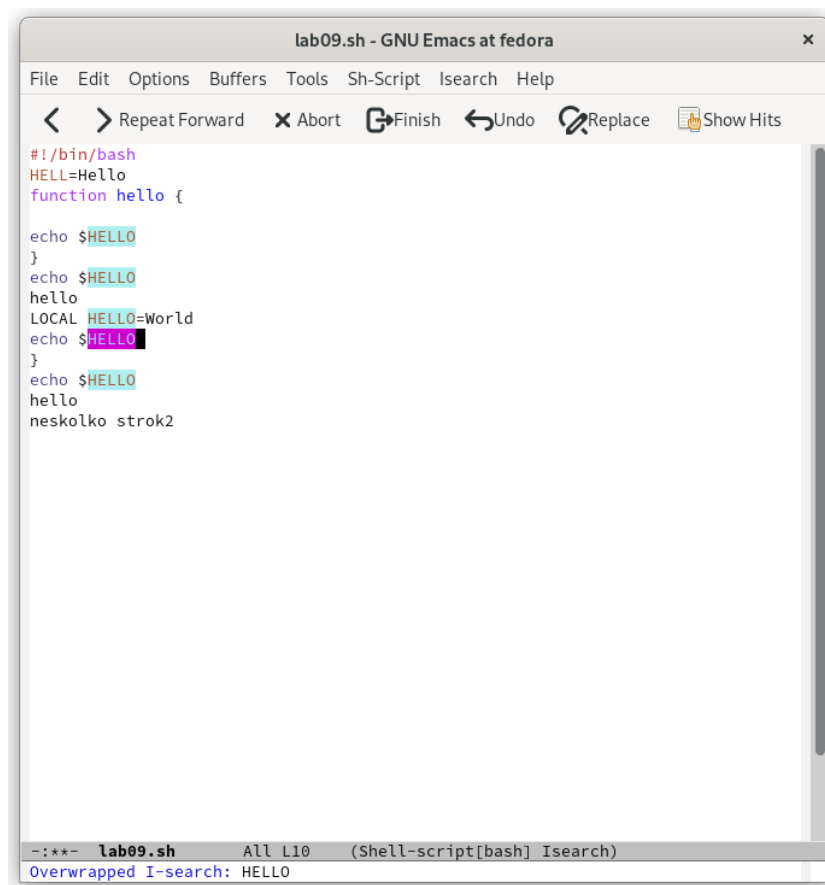 lab09.sh - GNU Emacs at fedora ×
File Edit Options Buffers Tools Sh-Script Isearch Help
Repeat Forward Abort Finish Undo Replace Show Hits
#!/bin/bash
HELL=Hello
function hello {
echo $HELLO
}
echo $HELLO
hello
LOCAL HELLO=World
echo $HELLO
}
echo $HELLO
hello
neskolko strok2
-:**- lab09.sh All L10 (Shell-script[bash] Isearch)
Overwrapped I-search: HELLO